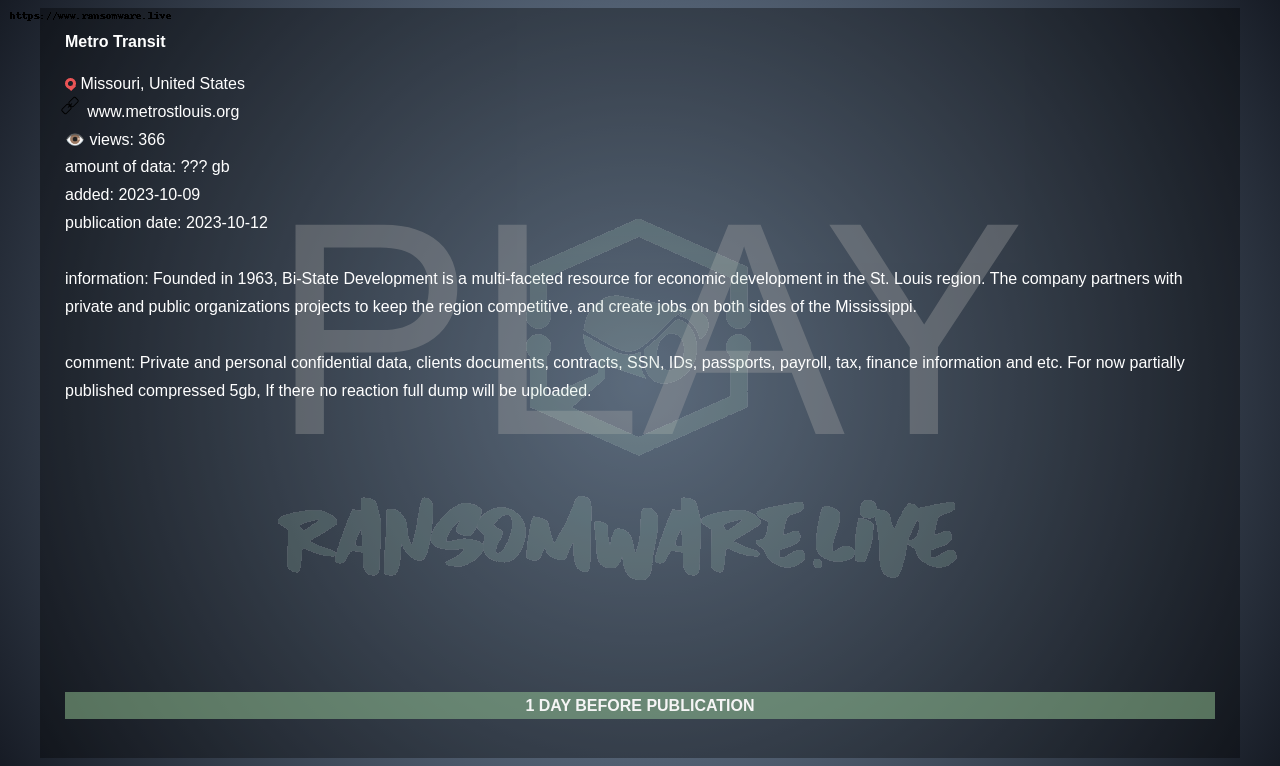 https://www.ransomware.live
Metro Transit
Missouri, United States
www.metrostlouis.org
views: 366
amount of data: ??? gb
added: 2023-10-09
publication date: 2023-10-12
PLAY
information: Founded in 1963, Bi-State Development is a multi-faceted resource for economic development in the St. Louis region. The company partners with
private and public organizations projects to keep the region competitive, and create jobs on both sides of the Mississippi.
comment: Private and personal confidential data, clients documents, contracts, SSN, IDs, passports, payroll, tax, finance information and etc. For now partially
published compressed 5gb, If there no reaction full dump will be uploaded.
RANSOMWARE.LiVE
1 DAY BEFORE PUBLICATION